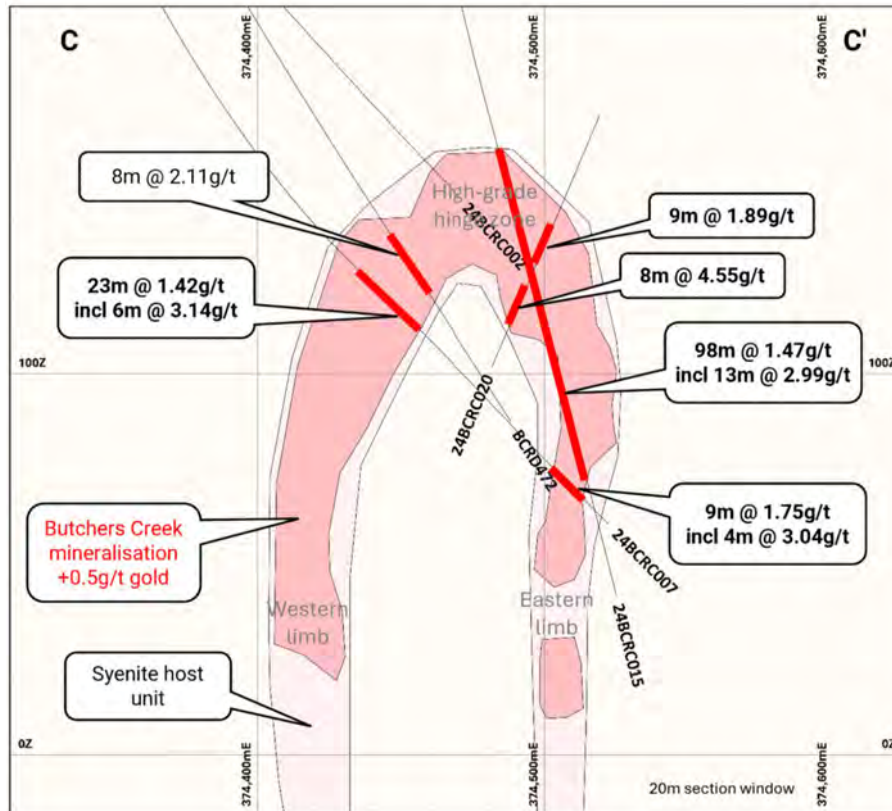 C
C'
374,400mE
374,500mE
374,600mE
8m @ 2.11g/t
High-grade
hinge zone
24BCRC002
9m @ 1.89g/t
23m @ 1.42g/t
incl 6m @ 3.14g/t
8m @ 4.55g/t
100Z
100Z
98m @ 1.47g/t
incl 13m @ 2.99g/t
24BCRC020
BCRD472
9m @ 1.75g/t
incl 4m @ 3.04g/t
Butchers Creek
mineralisation
+0.5g/t gold
24BCRC007
Western
limb
Eastern
limb
24BCRC015
Syenite host
unit
0Z
0Z
374,400mE
374,500mE
374,600mE
20m section window